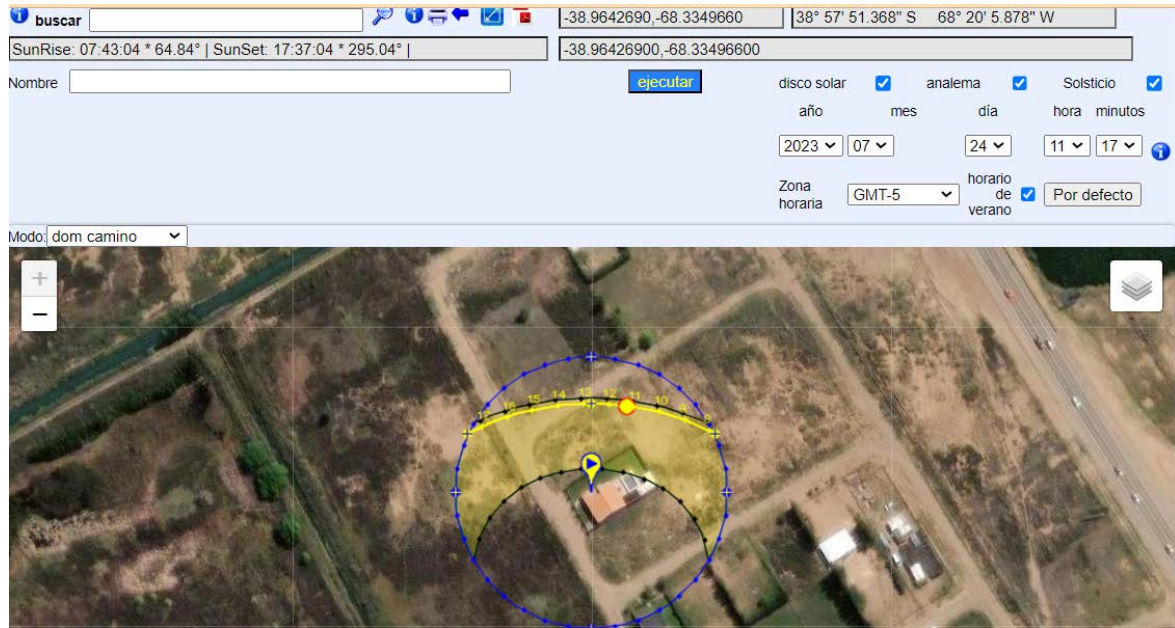 buscar -38.9642690,-68.3349660 38° 57' 51.368" S 68° 20' 5.878" W
SunRise: 07:43:04 * 64.84° | SunSet: 17:37:04 * 295.04° | -38.96426900,-68.33496600
Nombre ejecutar disco solar analema Solsticio
año mes día hora minutos
2023 07 24 11 17
Zona horaria GMT-5 horario de verano Por defecto
Modo: dom camino
+
−
17 16 15 14 13 12 11 10 9 8